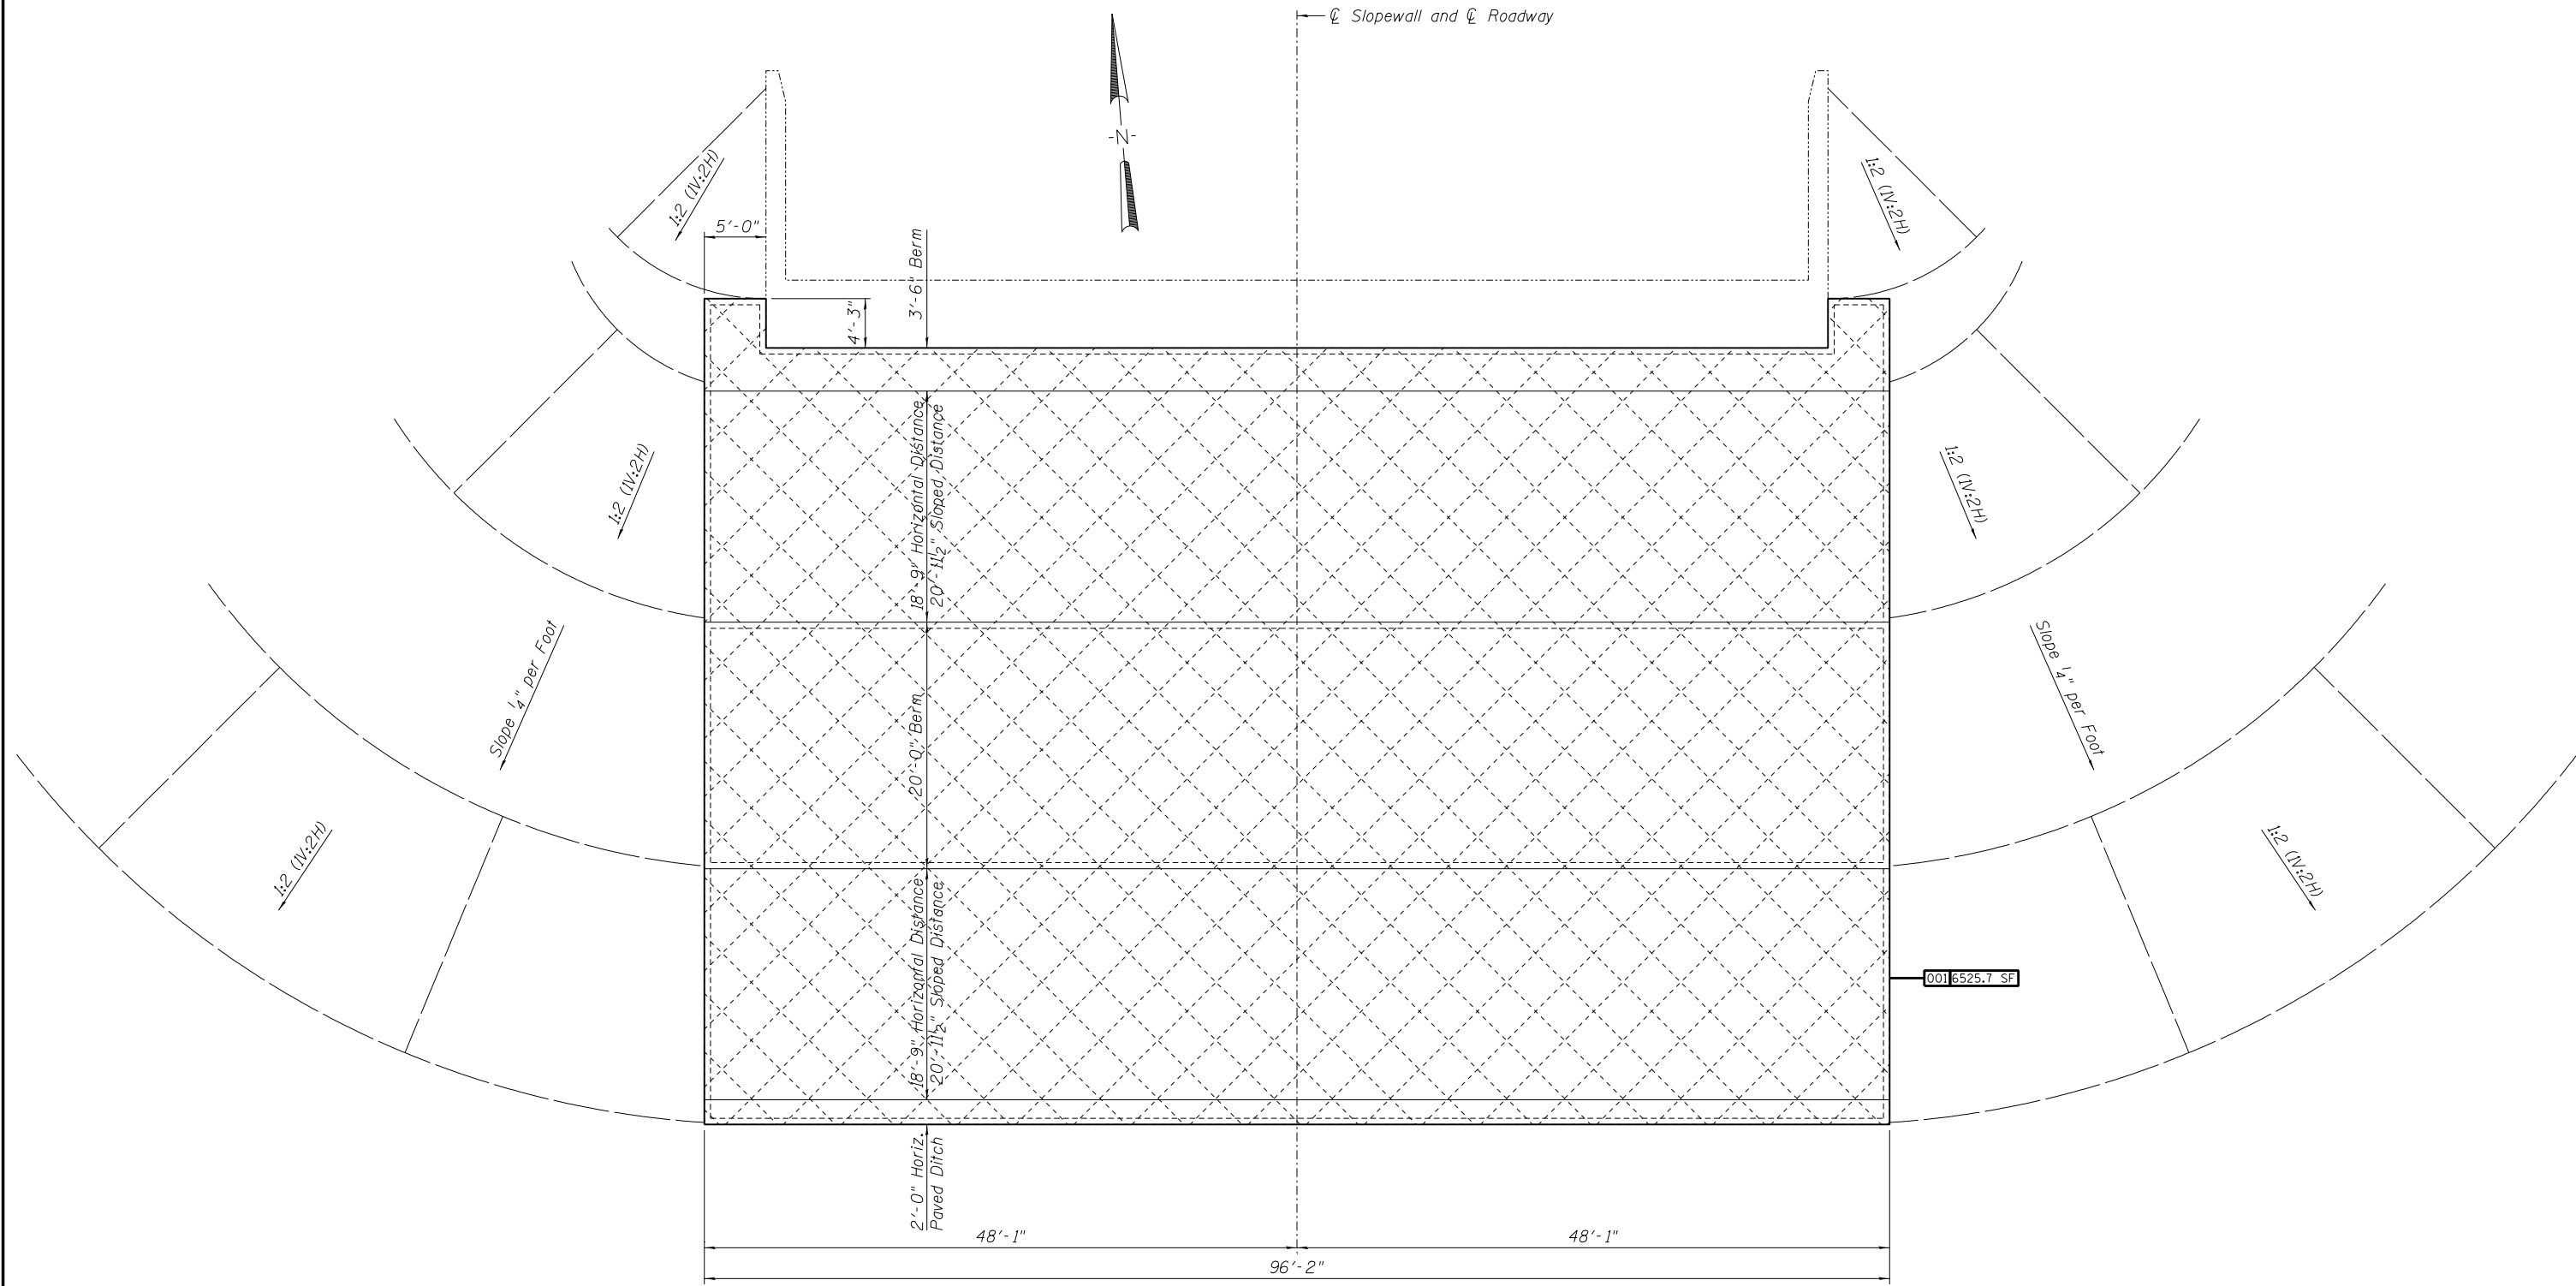 ℄ Slopewall and ℄ Roadway
-N-
1:2 (1V:2H)
1:2 (1V:2H)
5'-0"
4'-3"
3'-6" Berm
18'-9" Horizontal Distance
20'-11½" Sloped Distance
1:2 (1V:2H)
1:2 (1V:2H)
Slope ¼" per Foot
Slope ¼" per Foot
20'-0" Berm
1:2 (1V:2H)
1:2 (1V:2H)
18'-9" Horizontal Distance
20'-11½" Sloped Distance
001 6525.7 SF
2'-0" Horiz.
Paved Ditch
48'-1"
48'-1"
96'-2"